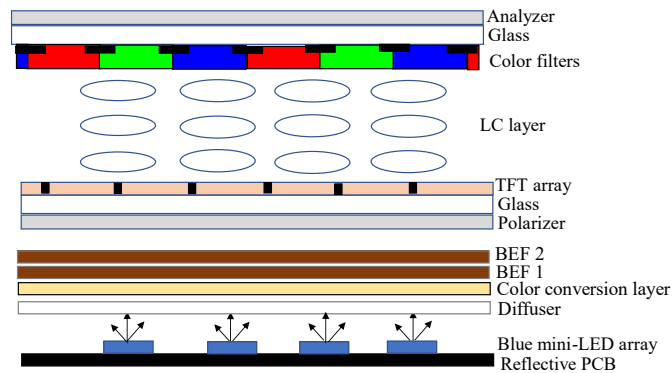 Analyzer
Glass
Color filters
LC layer
TFT array
Glass
Polarizer
BEF 2
BEF 1
Color conversion layer
Diffuser
Blue mini-LED array
Reflective PCB